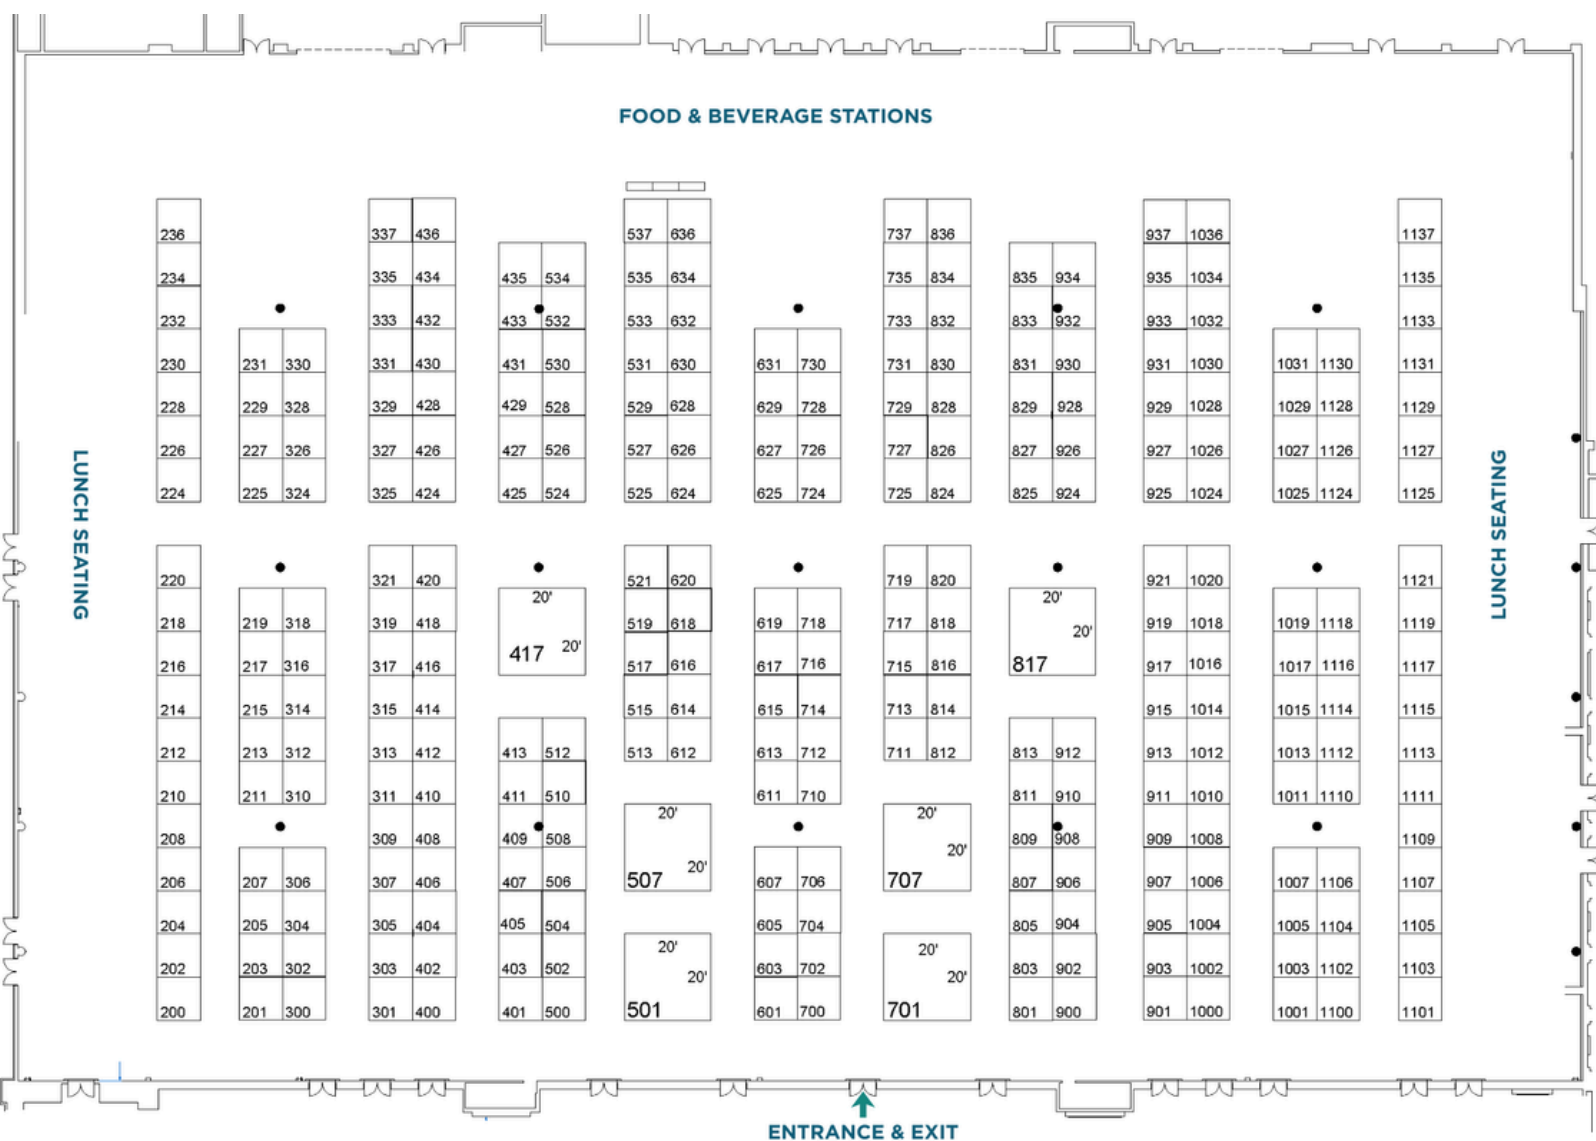 FOOD & BEVERAGE STATIONS
236 337 436 537 636 737 836 937 1036 1137
234 335 434 435 534 535 634 735 834 835 934 935 1034 1135
232 333 432 433 532 533 632 733 832 833 932 933 1032 1133
230 231 330 331 430 431 530 531 630 631 730 731 830 831 930 931 1030 1031 1130 1131
228 229 328 329 428 429 528 529 628 629 728 729 828 829 928 929 1028 1029 1128 1129
226 227 326 327 426 427 526 527 626 627 726 727 826 827 926 927 1026 1027 1126 1127
224 225 324 325 424 425 524 525 624 625 724 725 824 825 924 925 1024 1025 1124 1125
LUNCH SEATING
LUNCH SEATING
220 321 420 521 620 719 820 921 1020 1121
20' 20'
218 219 318 319 418 519 618 619 718 717 818 20' 919 1018 1019 1118 1119
417 20'
216 217 316 317 416 517 616 617 716 715 816 817 917 1016 1017 1116 1117
214 215 314 315 414 515 614 615 714 713 814 915 1014 1015 1114 1115
212 213 312 313 412 413 512 513 612 613 712 711 812 813 912 913 1012 1013 1112 1113
210 211 310 311 410 411 510 611 710 811 910 911 1010 1011 1110 1111
20' 20'
208 309 408 409 508 20' 809 908 909 1008 1109
20'
206 207 306 307 406 407 506 507 607 706 707 807 906 907 1006 1007 1106 1107
204 205 304 305 404 405 504 605 704 805 904 905 1004 1005 1104 1105
20' 20'
202 203 302 303 402 403 502 20' 603 702 20' 803 902 903 1002 1003 1102 1103
200 201 300 301 400 401 500 501 601 700 701 801 900 901 1000 1001 1100 1101
ENTRANCE & EXIT